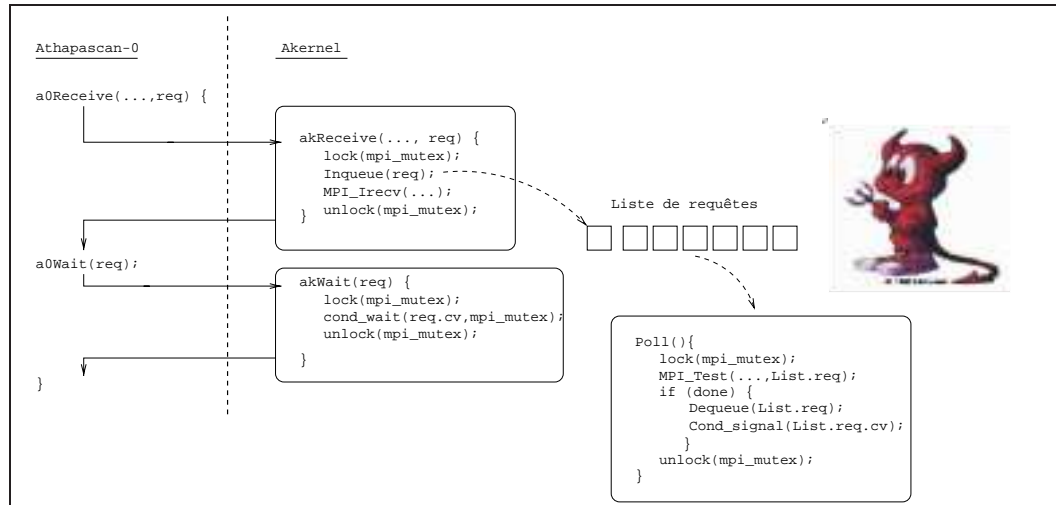 Athapascan-0
a0Receive(...,req) {
a0Wait(req);
}
Akernel
akReceive(..., req) {
lock(mpi_mutex);
Inqueue(req);
MPI_Irecv(...);
unlock(mpi_mutex);
}
akWait(req) {
lock(mpi_mutex);
cond_wait(req.cv,mpi_mutex);
unlock(mpi_mutex);
}
Liste de requêtes
Poll(){
lock(mpi_mutex);
MPI_Test(...,List.req);
if (done) {
Dequeue(List.req);
Cond_signal(List.req.cv);
}
unlock(mpi_mutex);
}